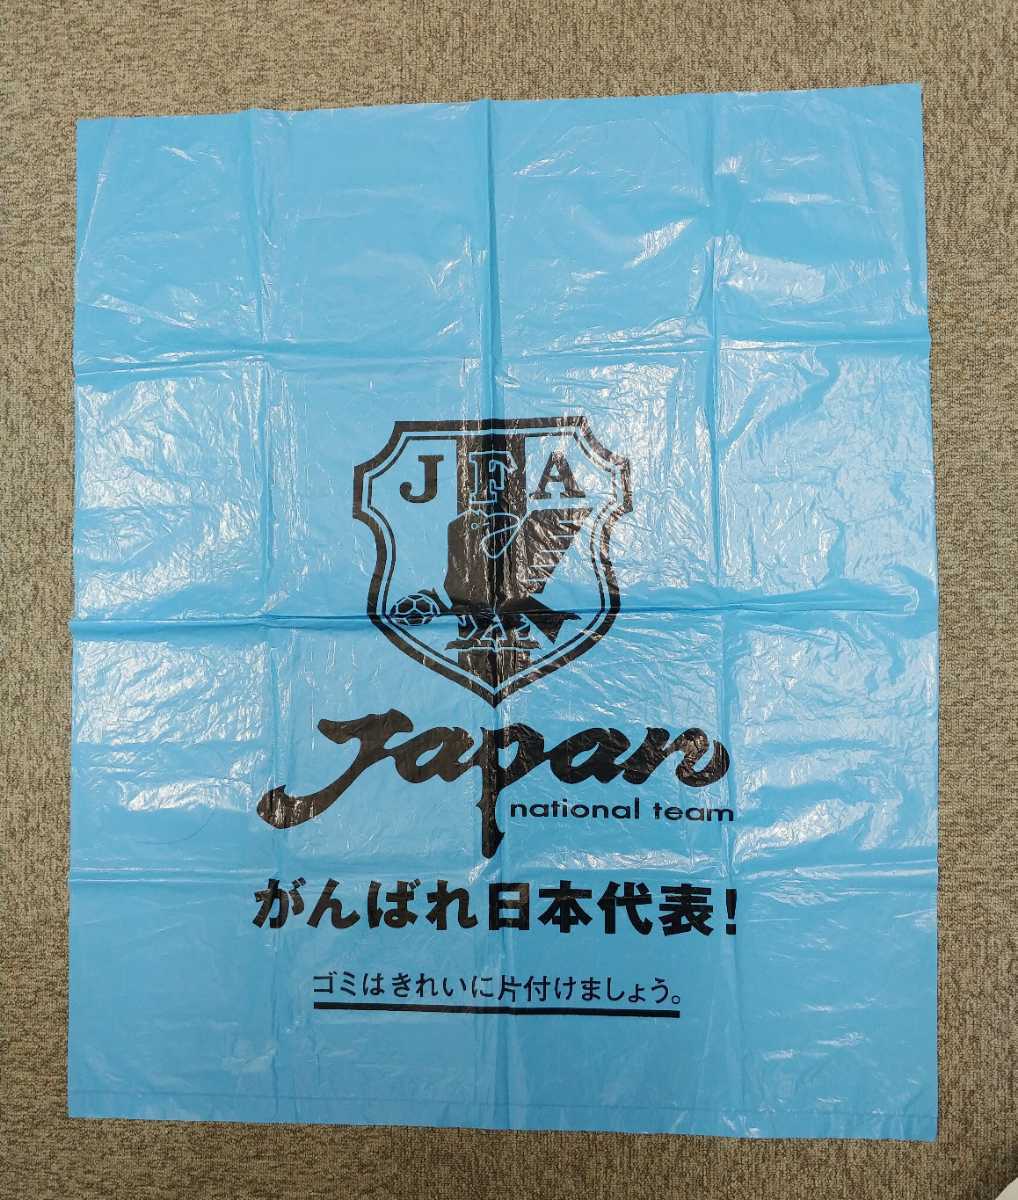 JFA
Japan
national team
がんばれ日本代表!
ゴミはきれいに片付けましょう。